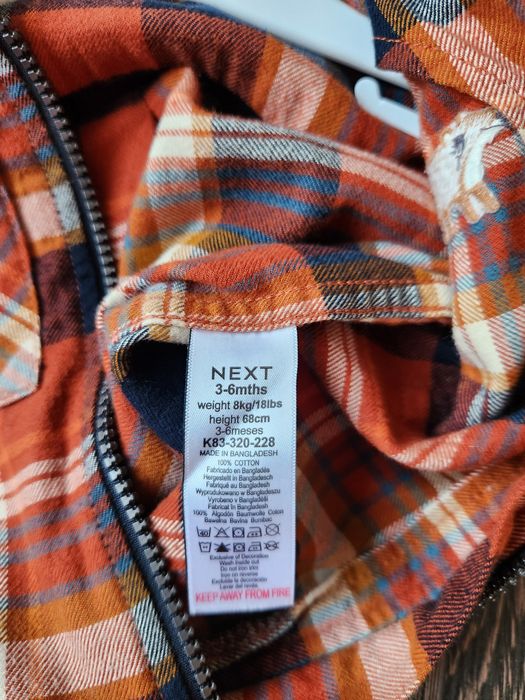 NEXT
3-6mths
weight 8kg/18lbs
height 68cm
3-6meses
K83-320-228
MADE IN BANGLADESH
100% COTTON
Fabricado en Bangladés
Hergestellt in Bangladesch
Fabriqué au Bangladesh
Wyprodukowano w Bangladeszu
Vyrobeno v Bangladéši
Fabricat în Bangladesh
100% Algodón Baumwolle Coton
Bawełna Bavlna Bumbac
Exclusive of Decoration
Wash inside out
Do not iron
on reverse
Excluida la decoración
Lavar del revés
KEEP AWAY FROM FIRE